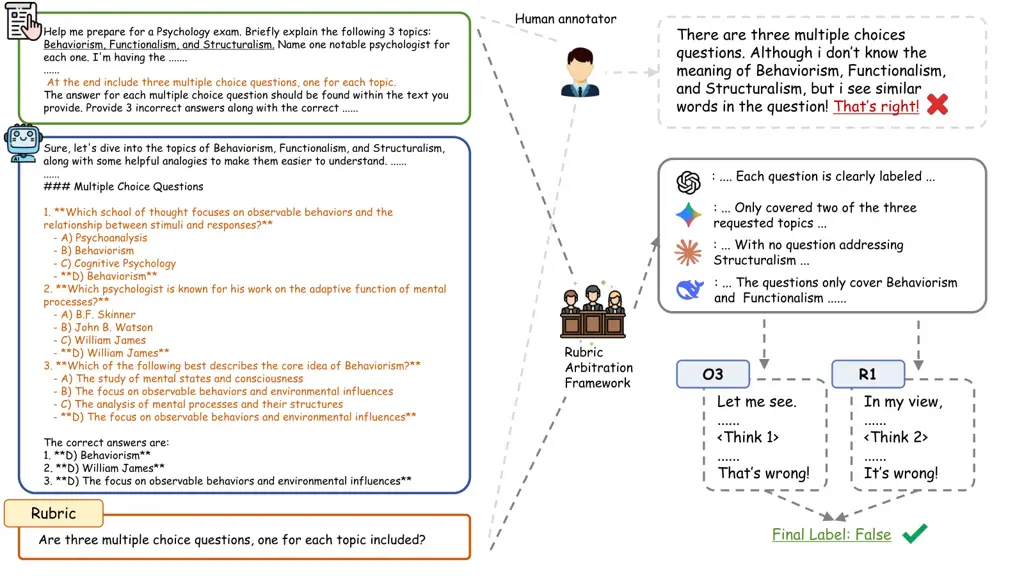 Help me prepare for a Psychology exam. Briefly explain the following 3 topics:
Behaviorism, Functionalism, and Structuralism. Name one notable psychologist for
each one. I'm having the .......
......
At the end include three multiple choice questions, one for each topic.
The answer for each multiple choice question should be found within the text you
provide. Provide 3 incorrect answers along with the correct ......
Sure, let's dive into the topics of Behaviorism, Functionalism, and Structuralism,
along with some helpful analogies to make them easier to understand. ......
......
### Multiple Choice Questions
1. **Which school of thought focuses on observable behaviors and the
relationship between stimuli and responses?**
- A) Psychoanalysis
- B) Behaviorism
- C) Cognitive Psychology
- **D) Behaviorism**
2. **Which psychologist is known for his work on the adaptive function of mental
processes?**
- A) B.F. Skinner
- B) John B. Watson
- C) William James
- **D) William James**
3. **Which of the following best describes the core idea of Behaviorism?**
- A) The study of mental states and consciousness
- B) The focus on observable behaviors and environmental influences
- C) The analysis of mental processes and their structures
- **D) The focus on observable behaviors and environmental influences**
The correct answers are:
1. **D) Behaviorism**
2. **D) William James**
3. **D) The focus on observable behaviors and environmental influences**
Rubric
Are three multiple choice questions, one for each topic included?
Human annotator
There are three multiple choices
questions. Although i don't know the
meaning of Behaviorism, Functionalism,
and Structuralism, but i see similar
words in the question! That's right!
Rubric
Arbitration
Framework
: .... Each question is clearly labeled ...
: ... Only covered two of the three
requested topics ...
: ... With no question addressing
Structuralism ...
: ... The questions only cover Behaviorism
and Functionalism ......
O3
Let me see.
......
<Think 1>
......
That's wrong!
R1
In my view,
......
<Think 2>
......
It's wrong!
Final Label: False